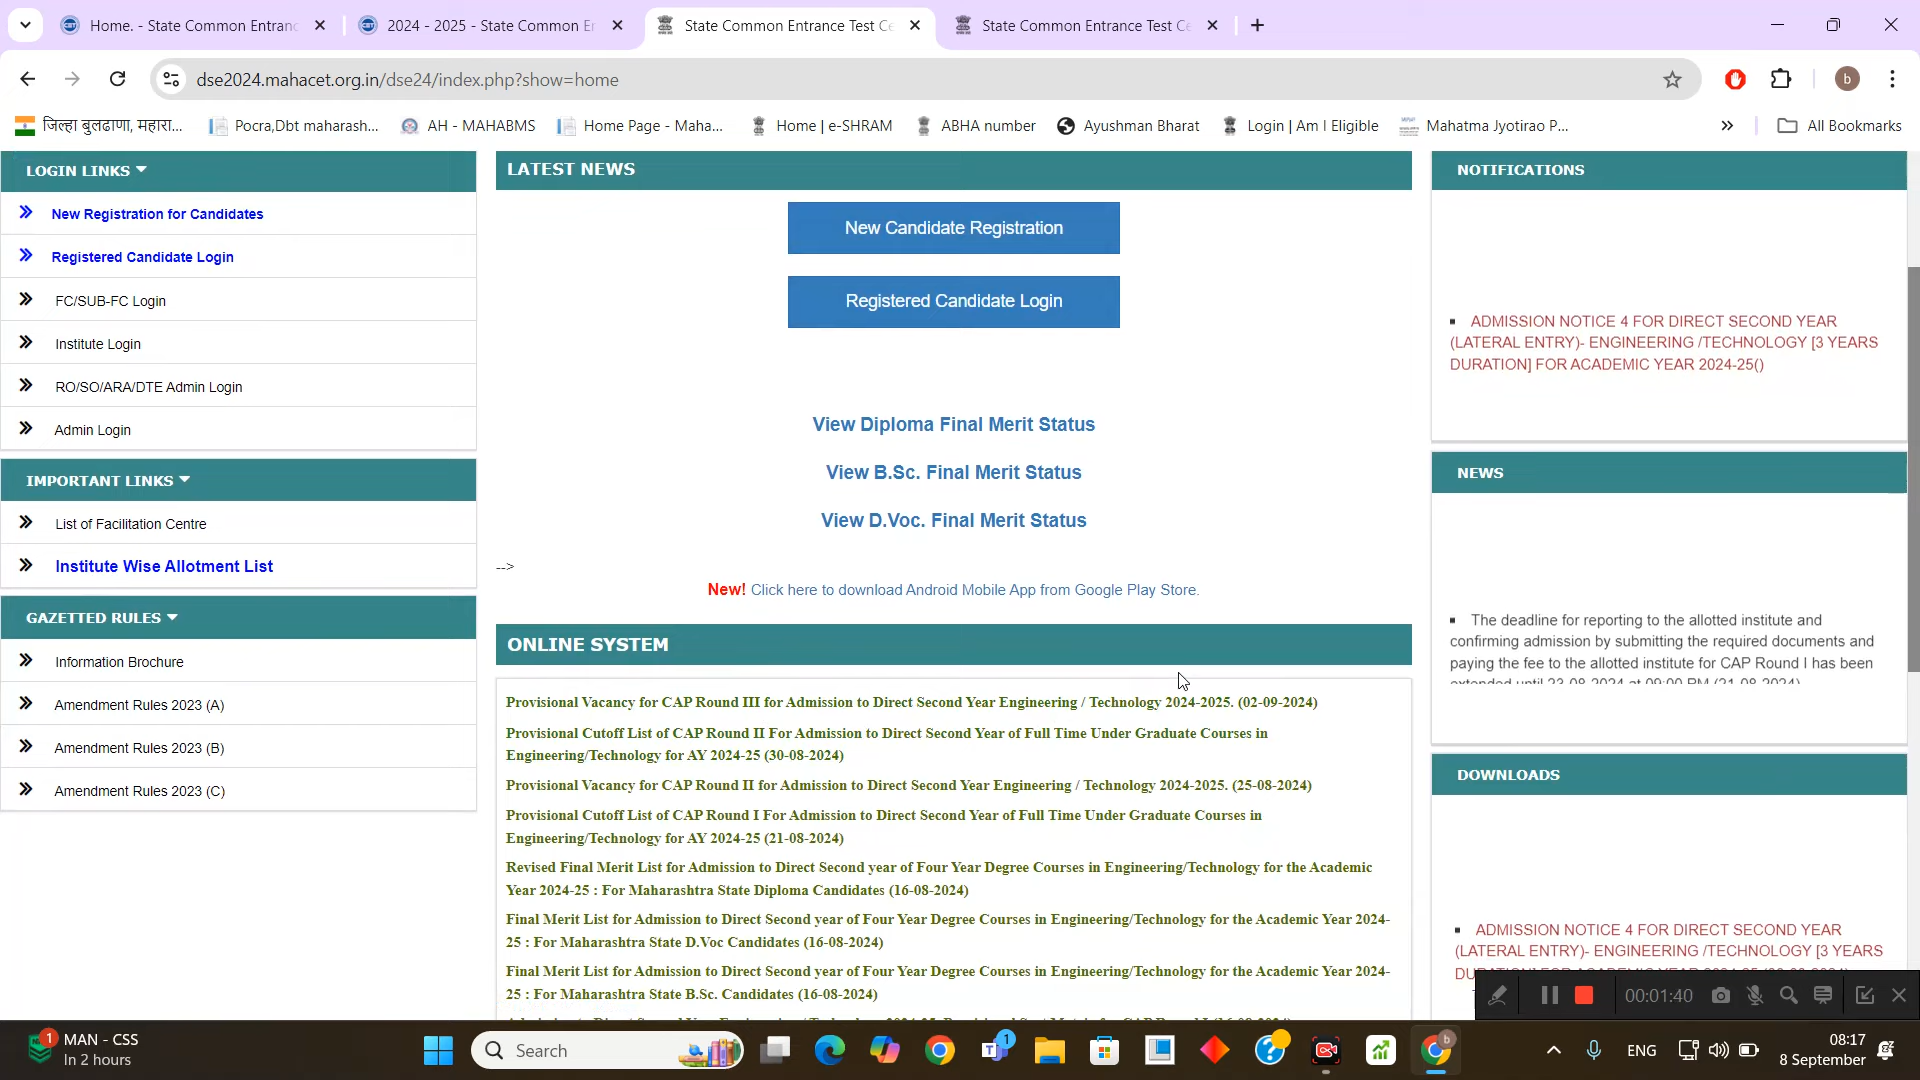 Home. - State Common Entranc
2024 - 2025 - State Common E
State Common Entrance Test Ce
State Common Entrance Test Ce
dse2024.mahacet.org.in/dse24/index.php?show=home
b
जिल्हा बुलढाणा, महारा...
Pocra,Dbt maharash...
AH - MAHABMS
Home Page - Maha...
Home | e-SHRAM
ABHA number
Ayushman Bharat
Login | Am I Eligible
Mahatma Jyotirao P...
All Bookmarks
LOGIN LINKS
New Registration for Candidates
Registered Candidate Login
FC/SUB-FC Login
Institute Login
RO/SO/ARA/DTE Admin Login
Admin Login
IMPORTANT LINKS
List of Facilitation Centre
Institute Wise Allotment List
GAZETTED RULES
Information Brochure
Amendment Rules 2023 (A)
Amendment Rules 2023 (B)
Amendment Rules 2023 (C)
LATEST NEWS
New Candidate Registration
Registered Candidate Login
View Diploma Final Merit Status
View B.Sc. Final Merit Status
View D.Voc. Final Merit Status
-->
New! Click here to download Android Mobile App from Google Play Store.
ONLINE SYSTEM
Provisional Vacancy for CAP Round III for Admission to Direct Second Year Engineering / Technology 2024-2025. (02-09-2024)
Provisional Cutoff List of CAP Round II For Admission to Direct Second Year of Full Time Under Graduate Courses in
Engineering/Technology for AY 2024-25 (30-08-2024)
Provisional Vacancy for CAP Round II for Admission to Direct Second Year Engineering / Technology 2024-2025. (25-08-2024)
Provisional Cutoff List of CAP Round I For Admission to Direct Second Year of Full Time Under Graduate Courses in
Engineering/Technology for AY 2024-25 (21-08-2024)
Revised Final Merit List for Admission to Direct Second year of Four Year Degree Courses in Engineering/Technology for the Academic
Year 2024-25 : For Maharashtra State Diploma Candidates (16-08-2024)
Final Merit List for Admission to Direct Second year of Four Year Degree Courses in Engineering/Technology for the Academic Year 2024-
25 : For Maharashtra State D.Voc Candidates (16-08-2024)
Final Merit List for Admission to Direct Second year of Four Year Degree Courses in Engineering/Technology for the Academic Year 2024-
25 : For Maharashtra State B.Sc. Candidates (16-08-2024)
NOTIFICATIONS
ADMISSION NOTICE 4 FOR DIRECT SECOND YEAR
(LATERAL ENTRY)- ENGINEERING /TECHNOLOGY [3 YEARS
DURATION] FOR ACADEMIC YEAR 2024-25()
NEWS
The deadline for reporting to the allotted institute and
confirming admission by submitting the required documents and
paying the fee to the allotted institute for CAP Round I has been
extended until 23-08-2024 at 09:00 PM (21-08-2024)
DOWNLOADS
ADMISSION NOTICE 4 FOR DIRECT SECOND YEAR
(LATERAL ENTRY)- ENGINEERING /TECHNOLOGY [3 YEARS
00:01:40
1
MAN - CSS
In 2 hours
Search
1
b
ENG
08:17
8 September